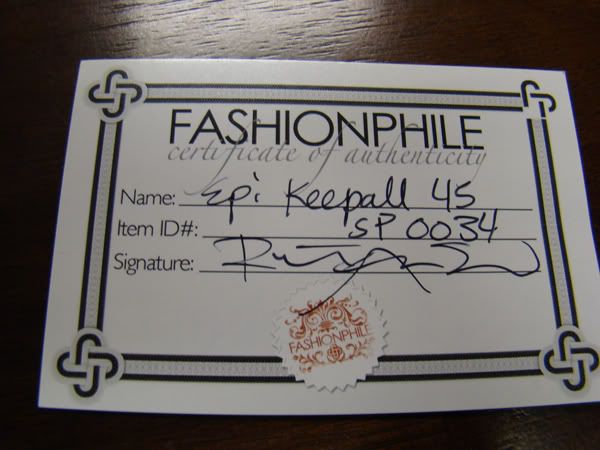 FASHIONPHILE
certificate of authenticity
Name: Epi Keepall 45
Item ID#: SP 0034
Signature:
FASHIONPHILE